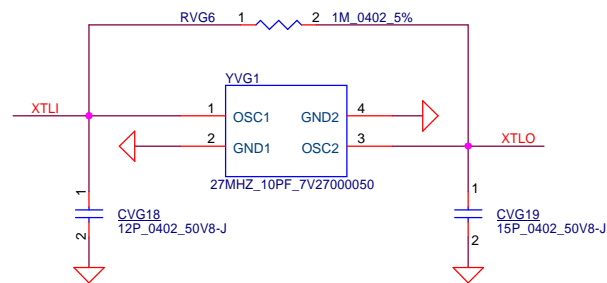 RVG6 1 2 1M_0402_5%
YVG1
XTLI 1 OSC1 GND2 4
2 GND1 OSC2 3 XTLO
27MHZ_10PF_7V27000050
1 1
CVG18 CVG19
12P_0402_50V8-J 15P_0402_50V8-J
2 2